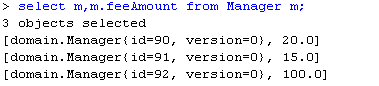 > select m,m.feeAmount from Manager m;
3 objects selected
[domain.Manager{id=90, version=0}, 20.0]
[domain.Manager{id=91, version=0}, 15.0]
[domain.Manager{id=92, version=0}, 100.0]